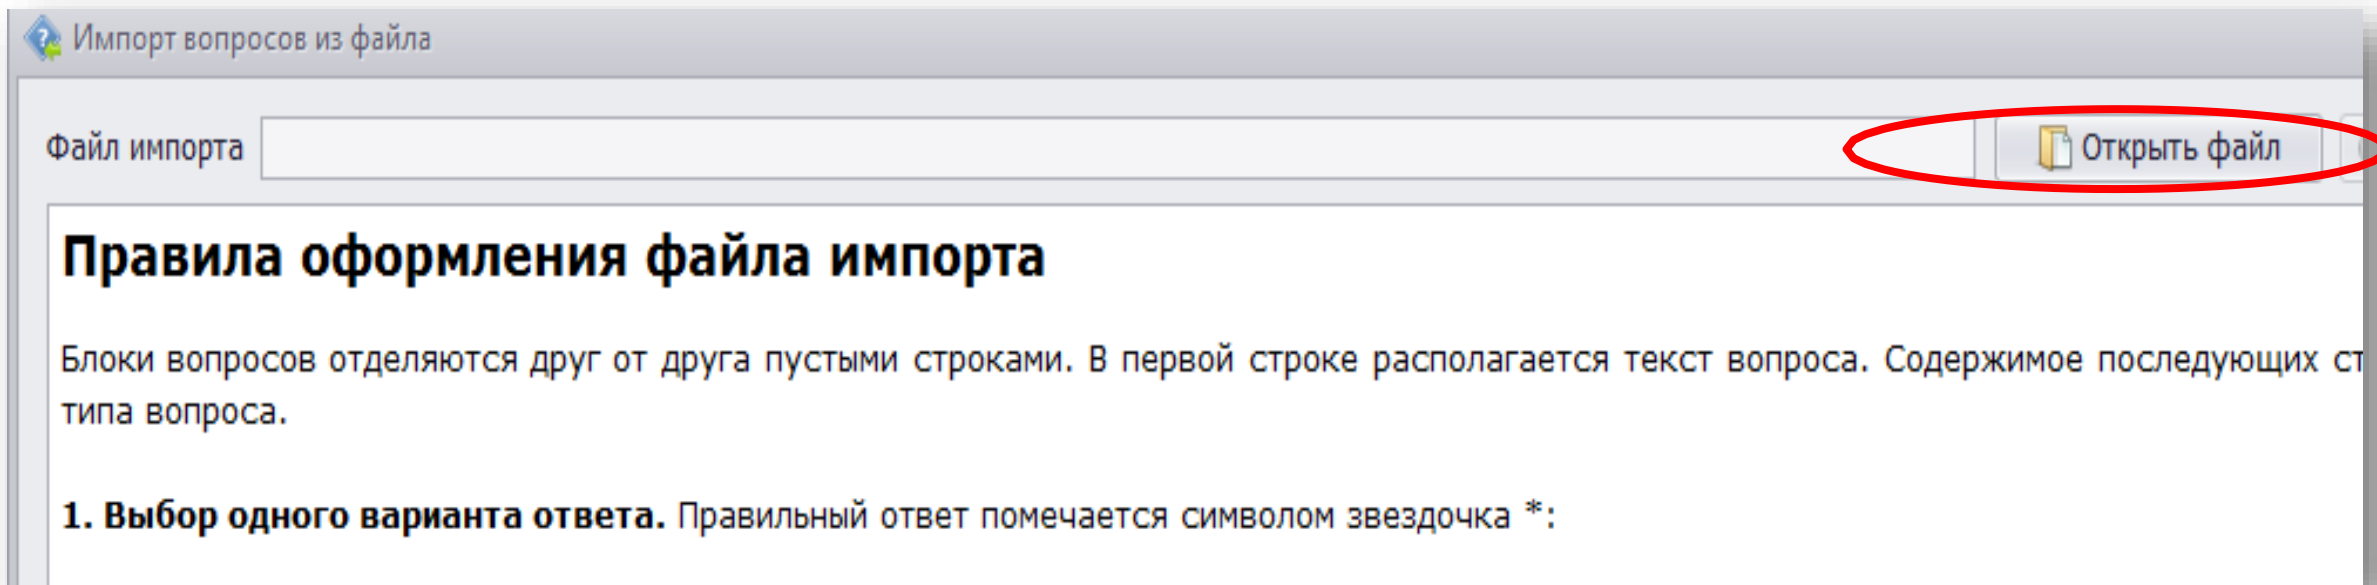 Импорт вопросов из файла
Файл импорта Открыть файл
Правила оформления файла импорта
Блоки вопросов отделяются друг от друга пустыми строками. В первой строке располагается текст вопроса. Содержимое последующих ст
типа вопроса.
1. Выбор одного варианта ответа. Правильный ответ помечается символом звездочка *: